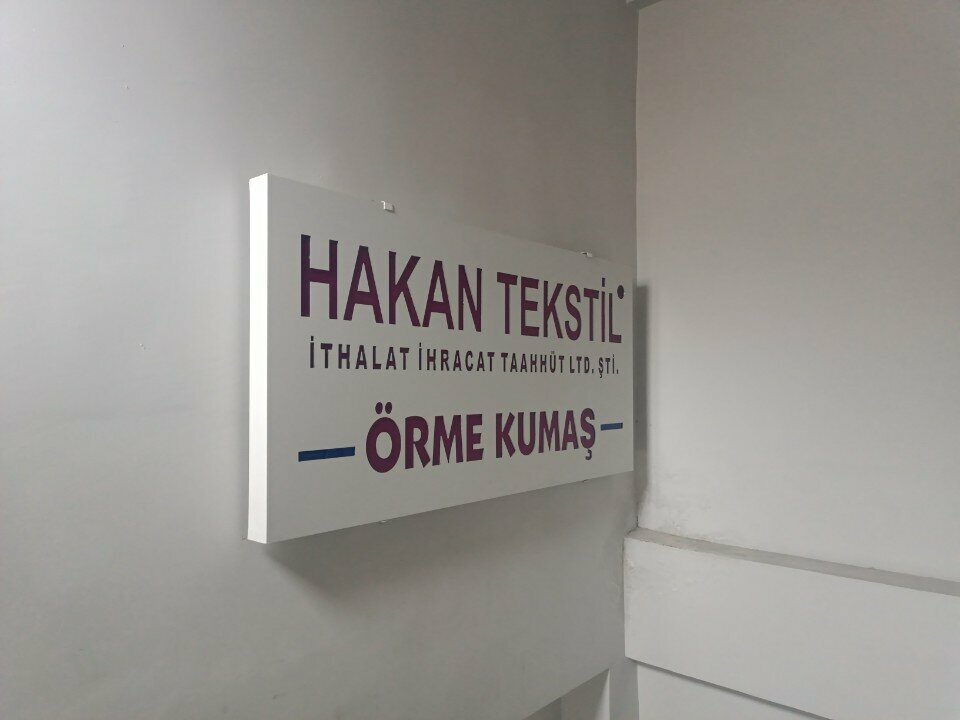 HAKAN TEKSTİL
İTHALAT İHRACAT TAAHHÜT LTD. ŞTİ.
ÖRME KUMAŞ